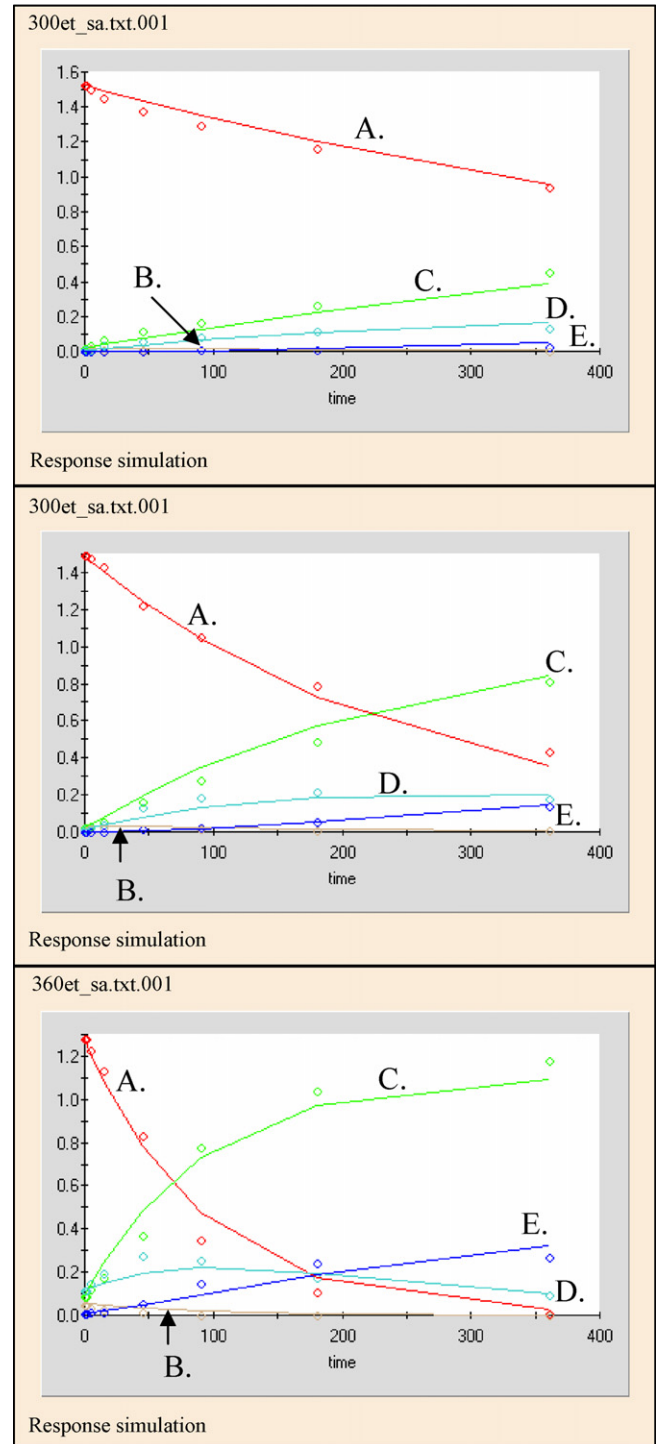 300et_sa.txt.001
1.6
1.4
1.2
1.0
0.8
0.6
0.4
0.2
0.0
A.
B.
C.
D.
E.
0 100 200 300 400
time
Response simulation
300et_sa.txt.001
1.4
1.2
1.0
0.8
0.6
0.4
0.2
0.0
A.
C.
D.
E.
0 100 200 300 400
B.
time
Response simulation
360et_sa.txt.001
1.2
1.0
0.8
0.6
0.4
0.2
0.0
A.
C.
E.
D.
0 100 200 300 400
B.
time
Response simulation